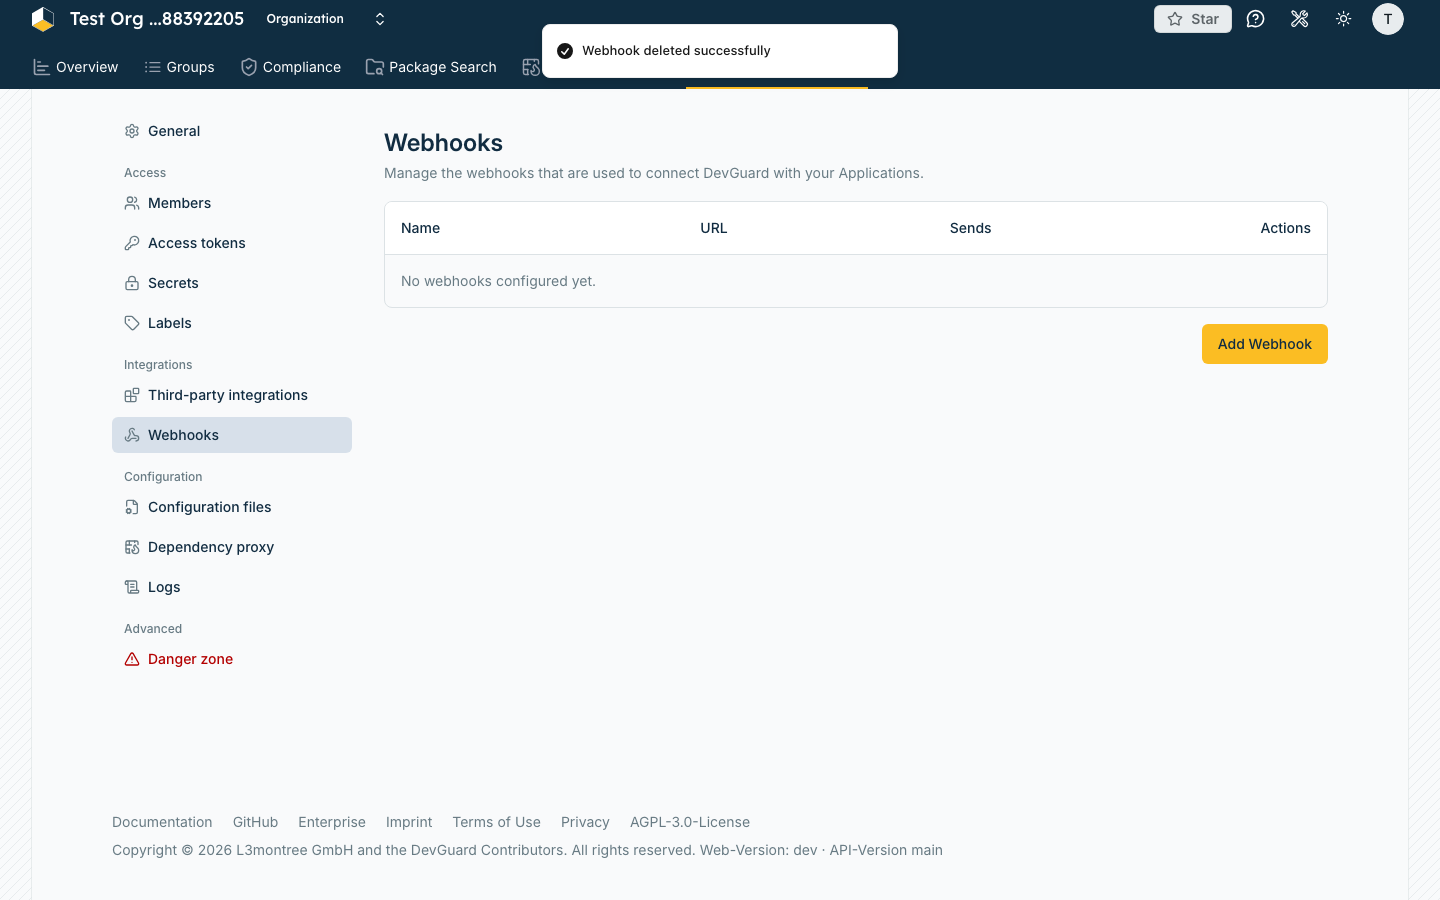 Test Org ...88392205 Organization Star T
Webhook deleted successfully
Overview Groups Compliance Package Search
General
Access
Members
Access tokens
Secrets
Labels
Integrations
Third-party integrations
Webhooks
Configuration
Configuration files
Dependency proxy
Logs
Advanced
Danger zone
Webhooks
Manage the webhooks that are used to connect DevGuard with your Applications.
Name URL Sends Actions
No webhooks configured yet.
Add Webhook
Documentation GitHub Enterprise Imprint Terms of Use Privacy AGPL-3.0-License
Copyright © 2026 L3montree GmbH and the DevGuard Contributors. All rights reserved. Web-Version: dev · API-Version main